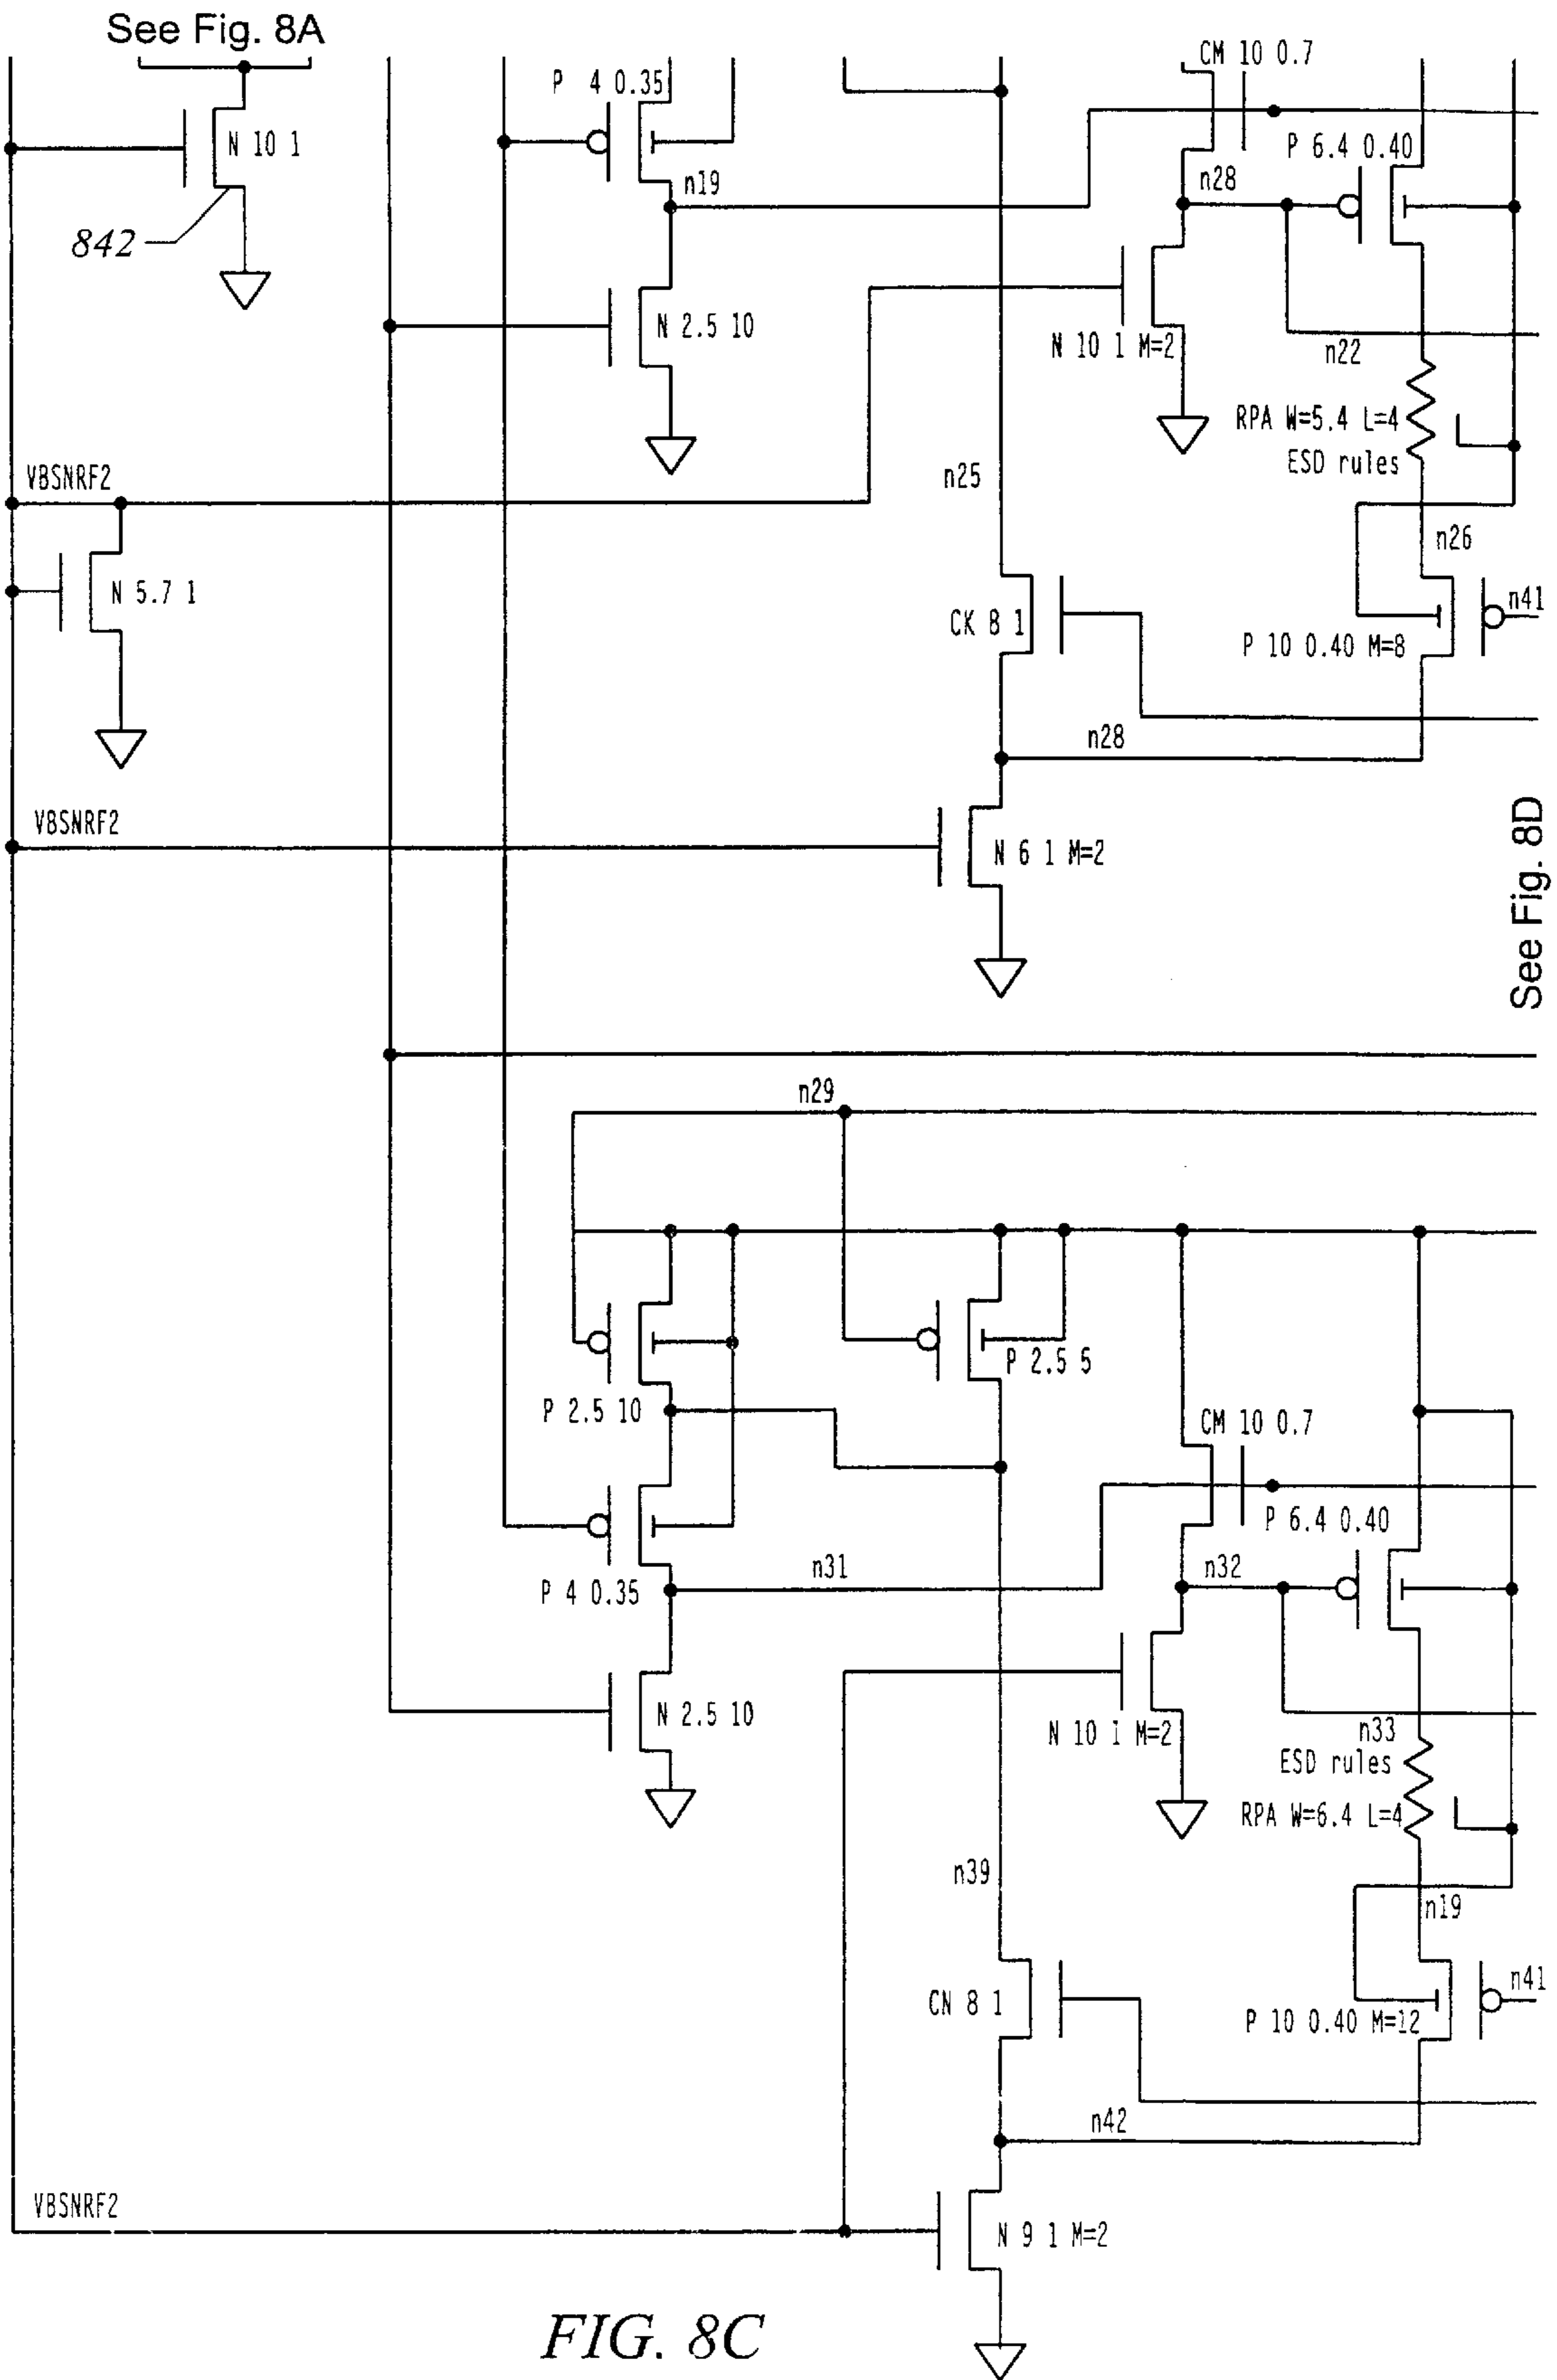 See Fig. 8A
CM 10 0.7
P 4 0.35
N 10 1
P 6.4 0.40
n19
n28
842
N 2.5 10
N 10 1 M=2
n22
RPA W=5.4 L=4
ESD rules
VBSNRF2
n25
n26
N 5.7 1
n41
CK 8 1
P 10 0.40 M=8
n28
VBSNRF2
N 6 1 M=2
See Fig. 8D
n29
P 2.5 5
P 2.5 10
CM 10 0.7
P 6.4 0.40
n31
n32
P 4 0.35
N 2.5 10
N 10 1 M=2
n33
ESD rules
RPA W=6.4 L=4
n39
n19
n41
CN 8 1
P 10 0.40 M=12
n42
VBSNRF2
N 9 1 M=2
FIG. 8C